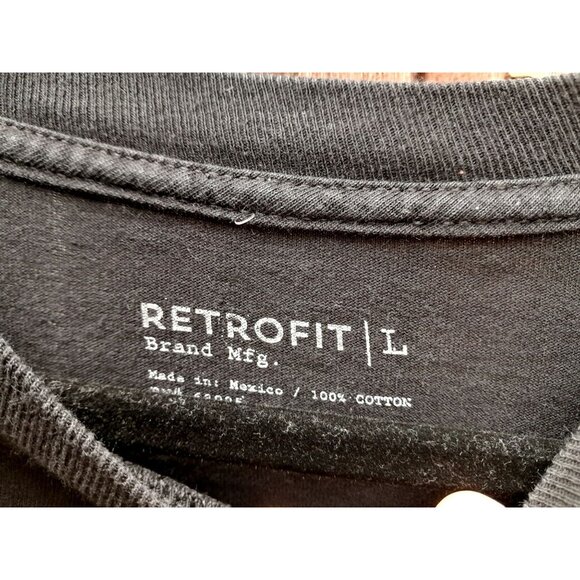 RETROFIT | L
Brand Mfg.
Made in: Mexico / 100% COTTON